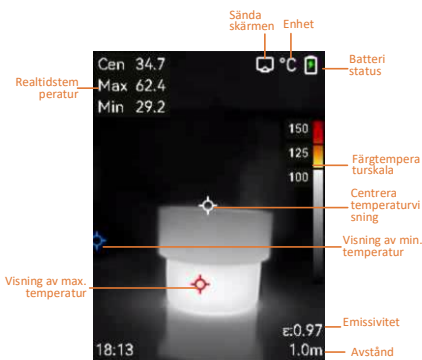 Sända
skärmen
Enhet
Cen 34.7
Max 62.4
Min 29.2
°C
Batteri
status
Realtidstem
peratur
150
125
100
Färgtempera
turskala
Centrera
temperaturvi
sning
Visning av min.
temperatur
Visning av max.
temperatur
ε:0.97
Emissivitet
18:13
1.0m
Avstånd